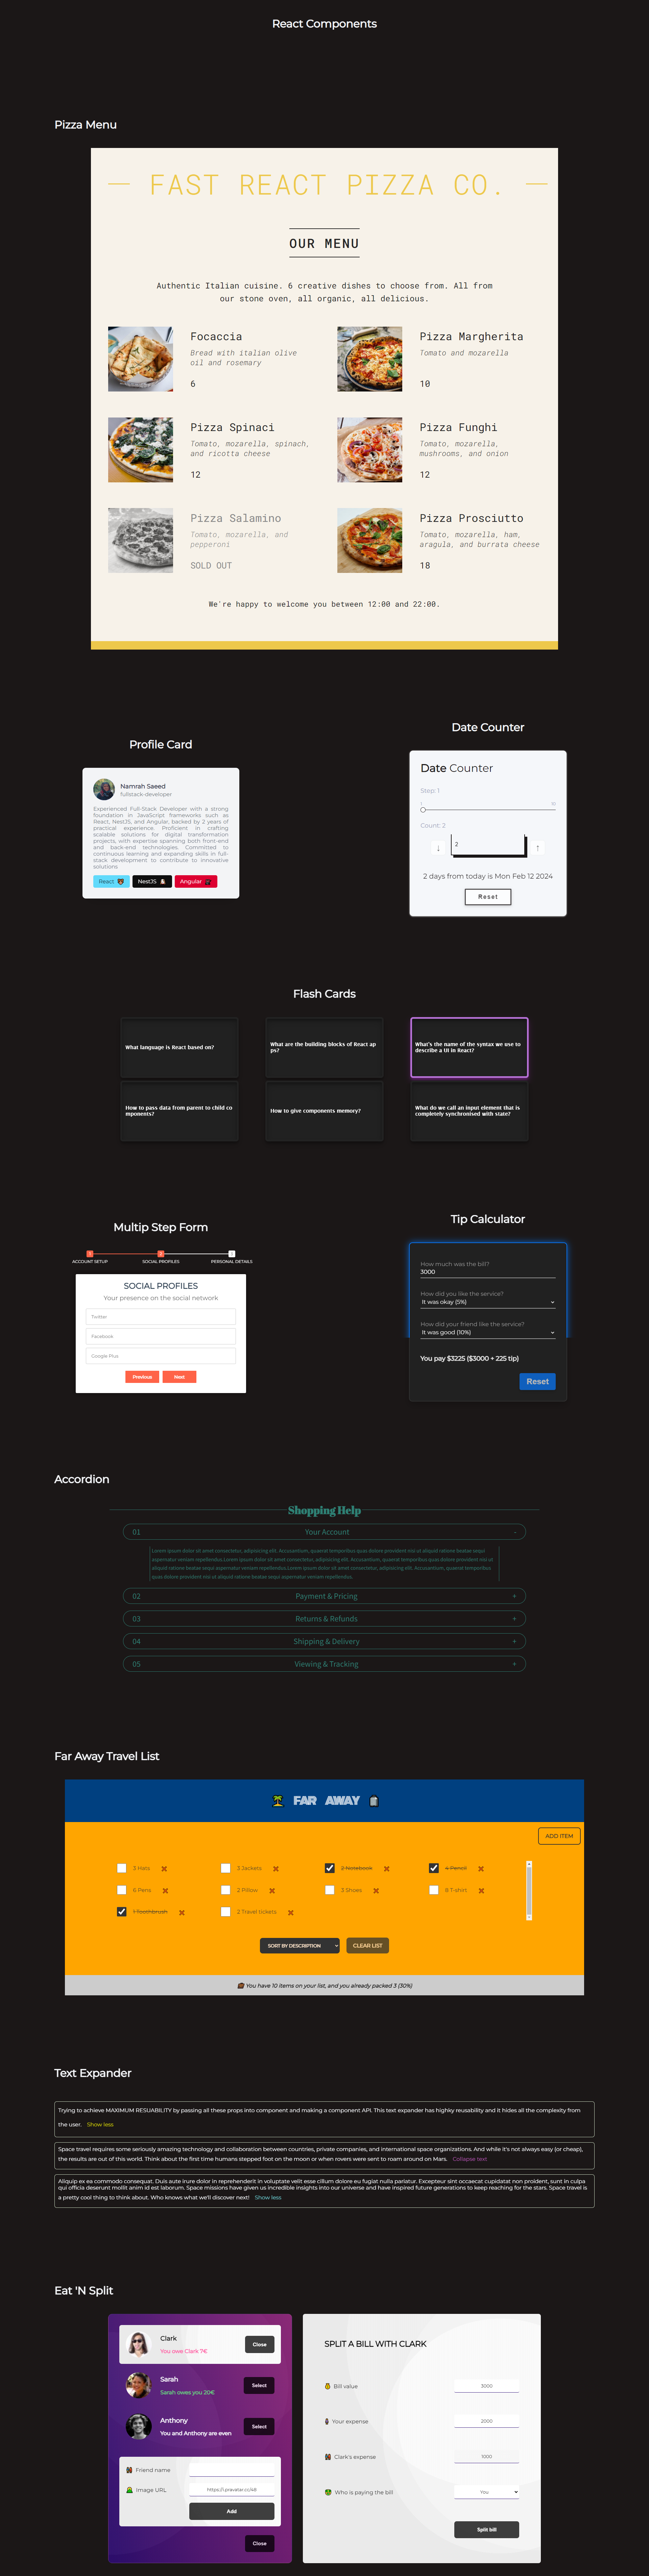 React Components
Pizza Menu
FAST REACT PIZZA CO.
OUR MENU
Authentic Italian cuisine. 6 creative dishes to choose from. All from
our stone oven, all organic, all delicious.
Focaccia
Bread with italian olive
oil and rosemary
6
Pizza Margherita
Tomato and mozarella
10
Pizza Spinaci
Tomato, mozarella, spinach,
and ricotta cheese
12
Pizza Funghi
Tomato, mozarella,
mushrooms, and onion
12
Pizza Salamino
Tomato, mozarella, and
pepperoni
SOLD OUT
Pizza Prosciutto
Tomato, mozarella, ham,
aragula, and burrata cheese
18
We're happy to welcome you between 12:00 and 22:00.
Profile Card
Namrah Saeed
fullstack-developer
Experienced Full-Stack Developer with a strong
foundation in JavaScript frameworks such as
React, NestJS, and Angular, backed by 2 years of
practical experience. Proficient in crafting
scalable solutions for digital transformation
projects, with expertise spanning both front-end
and back-end technologies. Committed to
continuous learning and expanding skills in full-
stack development to contribute to innovative
solutions
React
NestJS
Angular
Date Counter
Date Counter
Step: 1
Count: 2
↓
2
↑
2 days from today is Mon Feb 12 2024
Reset
Flash Cards
What language is React based on?
What are the building blocks of React ap
ps?
What's the name of the syntax we use to
describe a UI in React?
How to pass data from parent to child co
mponents?
How to give components memory?
What do we call an input element that is
completely synchronised with state?
Multip Step Form
ACCOUNT SETUP
SOCIAL PROFILES
PERSONAL DETAILS
SOCIAL PROFILES
Your presence on the social network
Twitter
Facebook
Google Plus
Previous
Next
Tip Calculator
How much was the bill?
3000
How did you like the service?
It was okay (5%)
How did your friend like the service?
It was good (10%)
You pay $3225 ($3000 + 225 tip)
Reset
Accordion
Shopping Help
01 Your Account -
Lorem ipsum dolor sit amet consectetur, adipisicing elit. Accusantium, quaerat temporibus quas dolore provident nisi ut aliquid ratione beatae sequi
aspernatur veniam repellendus.Lorem ipsum dolor sit amet consectetur, adipisicing elit. Accusantium, quaerat temporibus quas dolore provident nisi ut
aliquid ratione beatae sequi aspernatur veniam repellendus.Lorem ipsum dolor sit amet consectetur, adipisicing elit. Accusantium, quaerat temporibus
quas dolore provident nisi ut aliquid ratione beatae sequi aspernatur veniam repellendus.
02 Payment & Pricing +
03 Returns & Refunds +
04 Shipping & Delivery +
05 Viewing & Tracking +
Far Away Travel List
FAR AWAY
ADD ITEM
3 Hats
3 Jackets
2 Notebook
4 Pencil
6 Pens
2 Pillow
3 Shoes
8 T-shirt
1 Toothbrush
2 Travel tickets
SORT BY DESCRIPTION
CLEAR LIST
You have 10 items on your list, and you already packed 3 (30%)
Text Expander
Trying to achieve MAXIMUM RESUABILITY by passing all these props into component and making a component API. This text expander has highky reusability and it hides all the complexity from
the user. Show less
Space travel requires some seriously amazing technology and collaboration between countries, private companies, and international space organizations. And while it's not always easy (or cheap),
the results are out of this world. Think about the first time humans stepped foot on the moon or when rovers were sent to roam around on Mars. Collapse text
Aliquip ex ea commodo consequat. Duis aute irure dolor in reprehenderit in voluptate velit esse cillum dolore eu fugiat nulla pariatur. Excepteur sint occaecat cupidatat non proident, sunt in culpa
qui officia deserunt mollit anim id est laborum. Space missions have given us incredible insights into our universe and have inspired future generations to keep reaching for the stars. Space travel is
a pretty cool thing to think about. Who knows what we'll discover next! Show less
Eat 'N Split
Clark
You owe Clark 7€
Close
Sarah
Sarah owes you 20€
Select
Anthony
You and Anthony are even
Select
Friend name
Image URL
https://i.pravatar.cc/48
Add
Close
SPLIT A BILL WITH CLARK
Bill value
3000
Your expense
2000
Clark's expense
1000
Who is paying the bill
You
Split bill